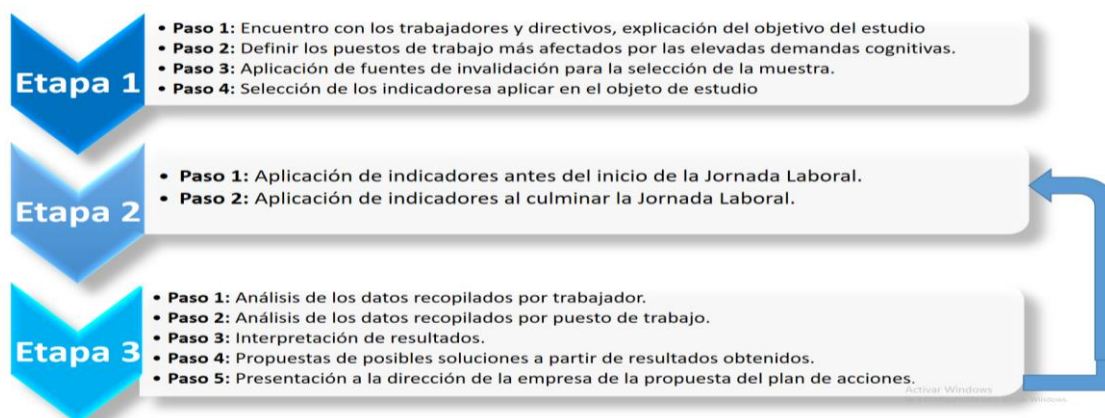 Etapa 1
• Paso 1: Encuentro con los trabajadores y directivos, explicación del objetivo del estudio
• Paso 2: Definir los puestos de trabajo más afectados por las elevadas demandas cognitivas.
• Paso 3: Aplicación de fuentes de invalidación para la selección de la muestra.
• Paso 4: Selección de los indicadoresa aplicar en el objeto de estudio
Etapa 2
• Paso 1: Aplicación de indicadores antes del inicio de la Jornada Laboral.
• Paso 2: Aplicación de indicadores al culminar la Jornada Laboral.
Etapa 3
• Paso 1: Análisis de los datos recopilados por trabajador.
• Paso 2: Análisis de los datos recopilados por puesto de trabajo.
• Paso 3: Interpretación de resultados.
• Paso 4: Propuestas de posibles soluciones a partir de resultados obtenidos.
• Paso 5: Presentación a la dirección de la empresa de la propuesta del plan de acciones.
Activar Windows